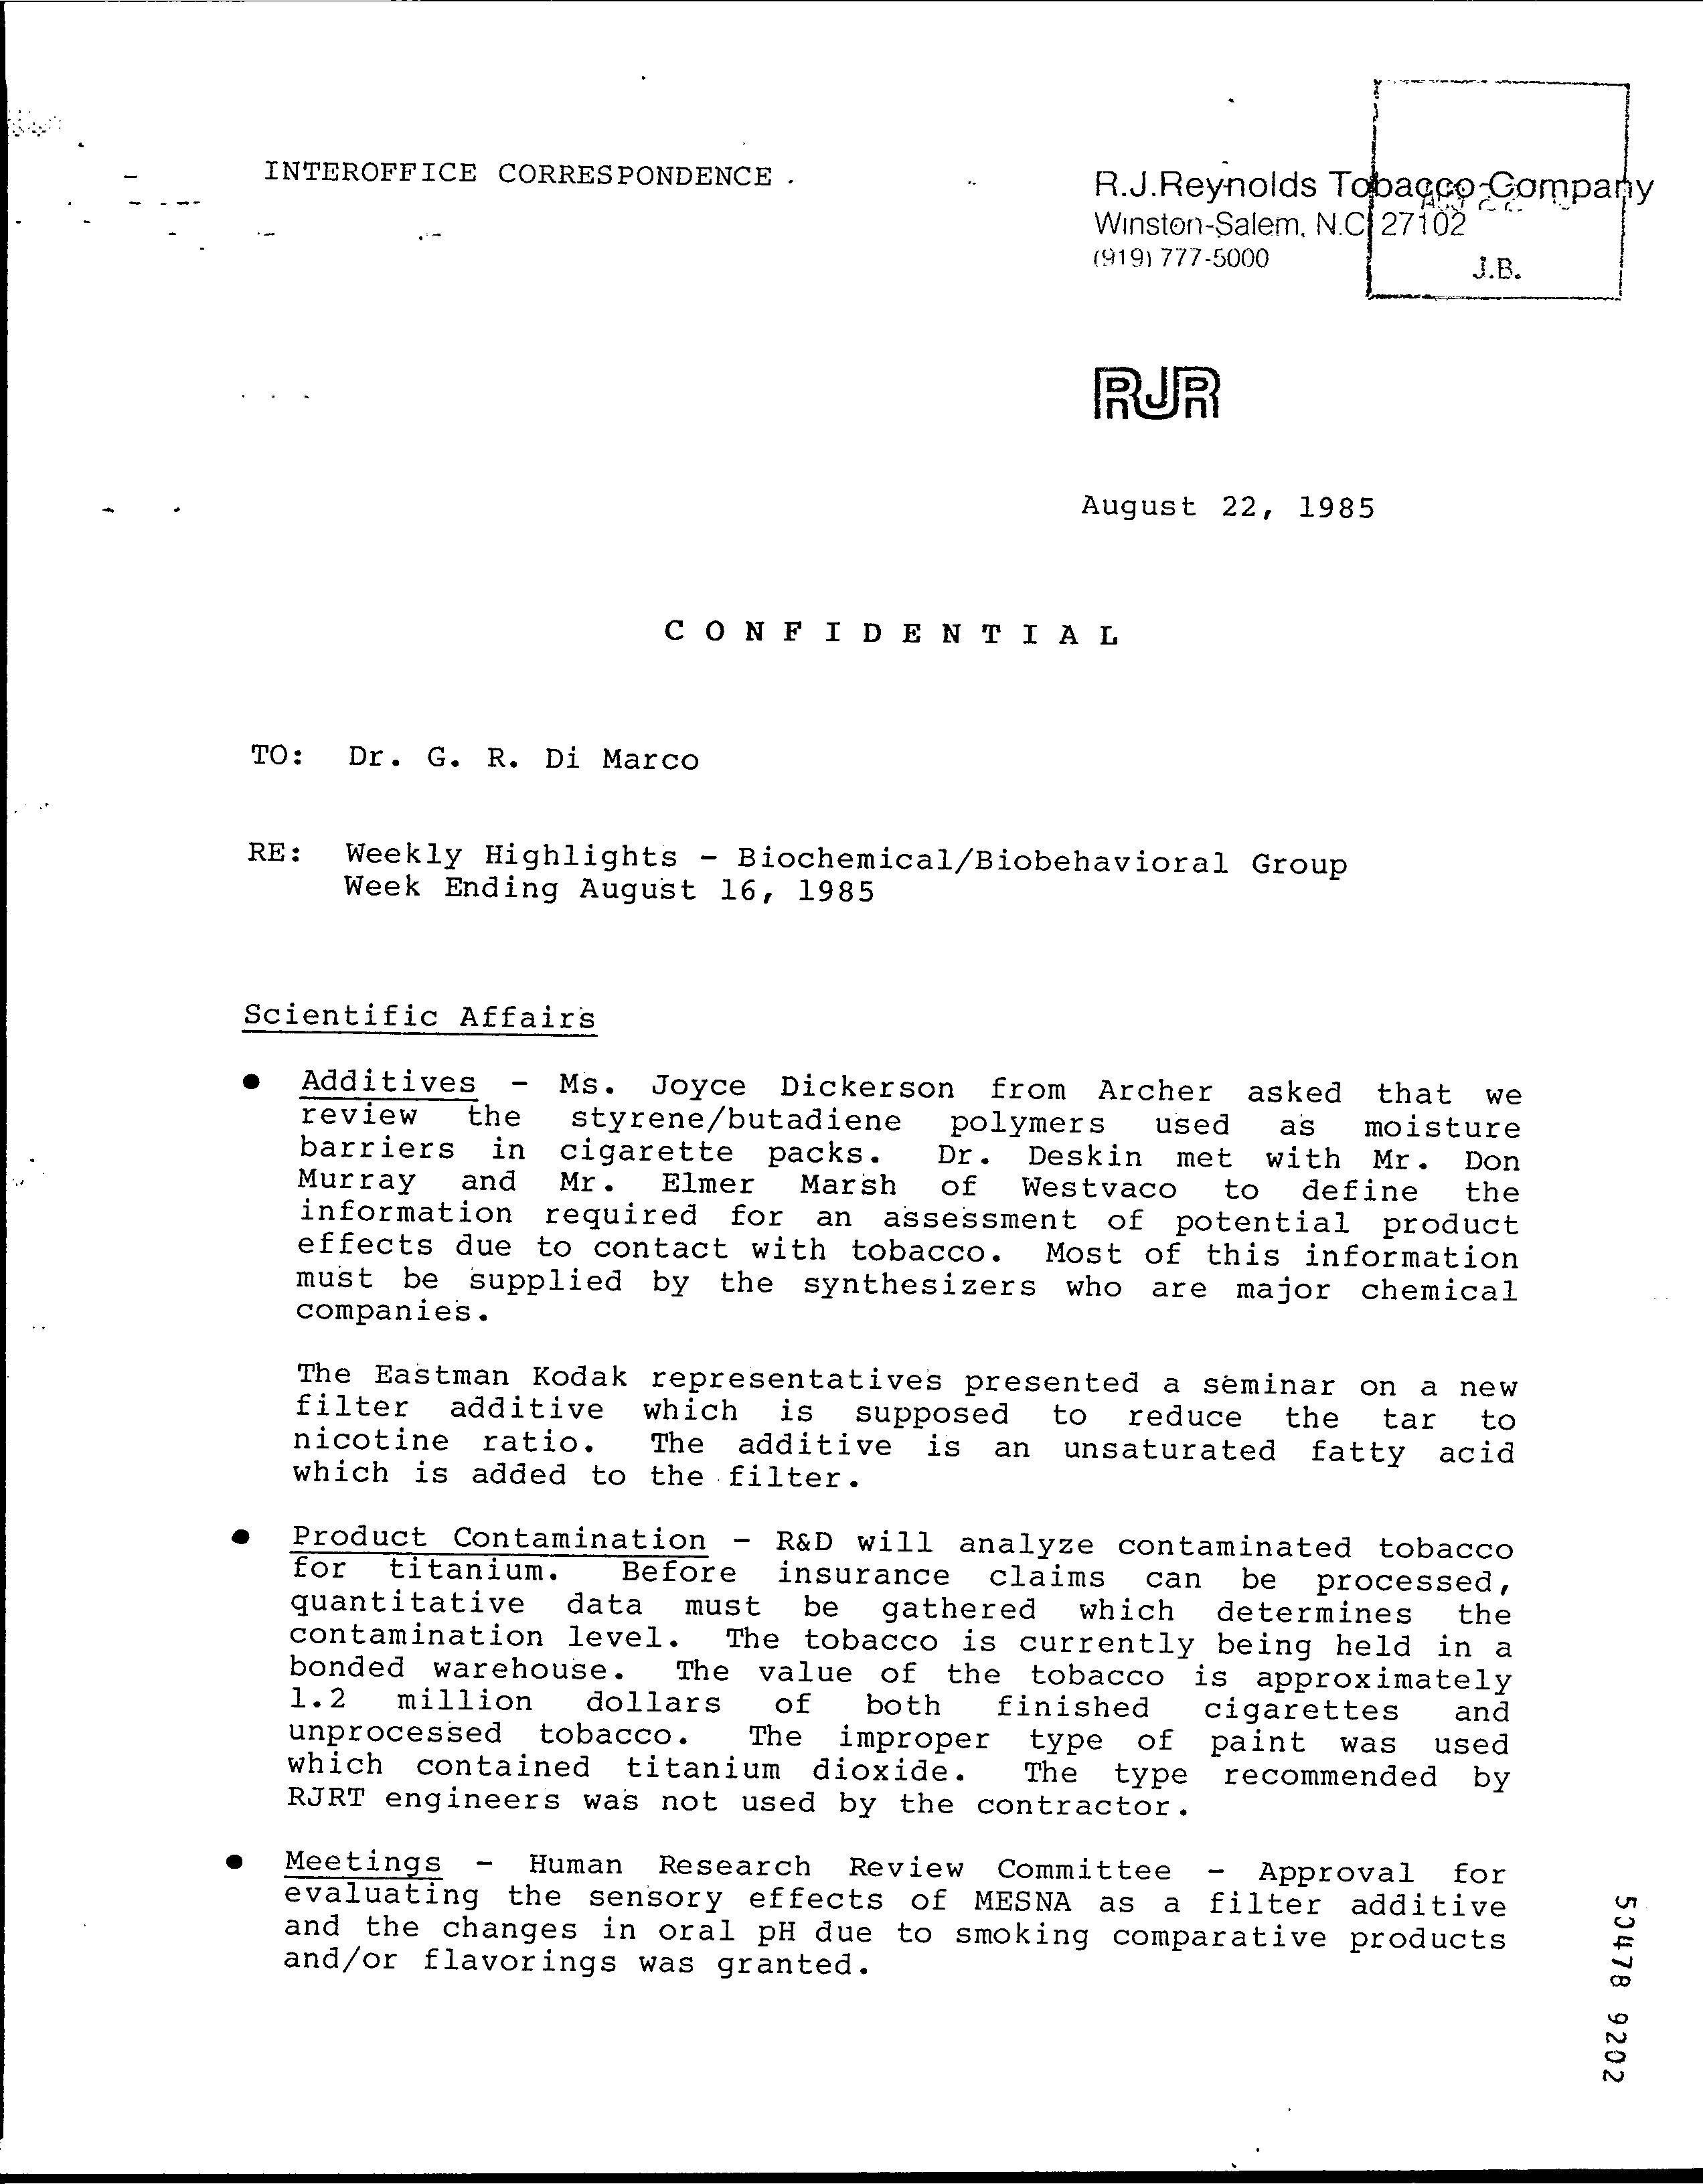 INTEROFFICE CORRESPONDENCE
R.J.Reynolds Tobacco Company
Winston-Salem, N.C. 27102
(919) 777-5000
J.B.
RJR
August 22, 1985
C O N F I D E N T I A L
TO: Dr. G. R. Di Marco
RE: Weekly Highlights - Biochemical/Biobehavioral Group
Week Ending August 16, 1985
Scientific Affairs
● Additives - Ms. Joyce Dickerson from Archer asked that we
review the styrene/butadiene polymers used as moisture
barriers in cigarette packs. Dr. Deskin met with Mr. Don
Murray and Mr. Elmer Marsh of Westvaco to define the
information required for an assessment of potential product
effects due to contact with tobacco. Most of this information
must be supplied by the synthesizers who are major chemical
companies.
The Eastman Kodak representatives presented a seminar on a new
filter additive which is supposed to reduce the tar to
nicotine ratio. The additive is an unsaturated fatty acid
which is added to the filter.
● Product Contamination - R&D will analyze contaminated tobacco
for titanium. Before insurance claims can be processed,
quantitative data must be gathered which determines the
contamination level. The tobacco is currently being held in a
bonded warehouse. The value of the tobacco is approximately
1.2 million dollars of both finished cigarettes and
unprocessed tobacco. The improper type of paint was used
which contained titanium dioxide. The type recommended by
RJRT engineers was not used by the contractor.
● Meetings - Human Research Review Committee - Approval for
evaluating the sensory effects of MESNA as a filter additive
and the changes in oral pH due to smoking comparative products
and/or flavorings was granted.
50478 9202